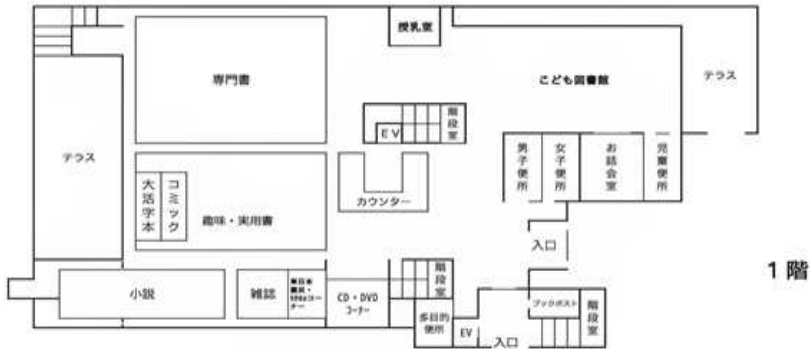 授乳室
専門書
こども図書館
テラス
階段室
EV
テラス
男子便所
女子便所
お話会室
児童便所
大活字本
コミック
カウンター
趣味・実用書
入口
1階
階段室
小説
雑誌
CD・DVD
コーナー
ブックポスト
階段室
多目的
便所
EV
入口